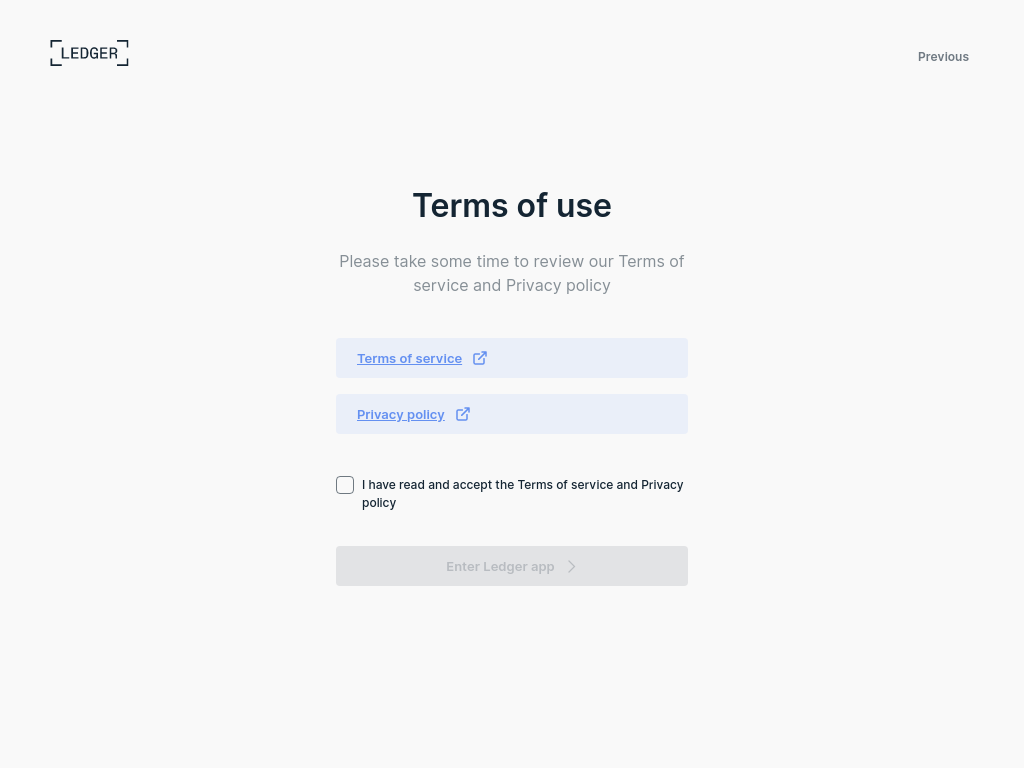 LEDGER
Previous
Terms of use
Please take some time to review our Terms of
service and Privacy policy
Terms of service
Privacy policy
I have read and accept the Terms of service and Privacy
policy
Enter Ledger app